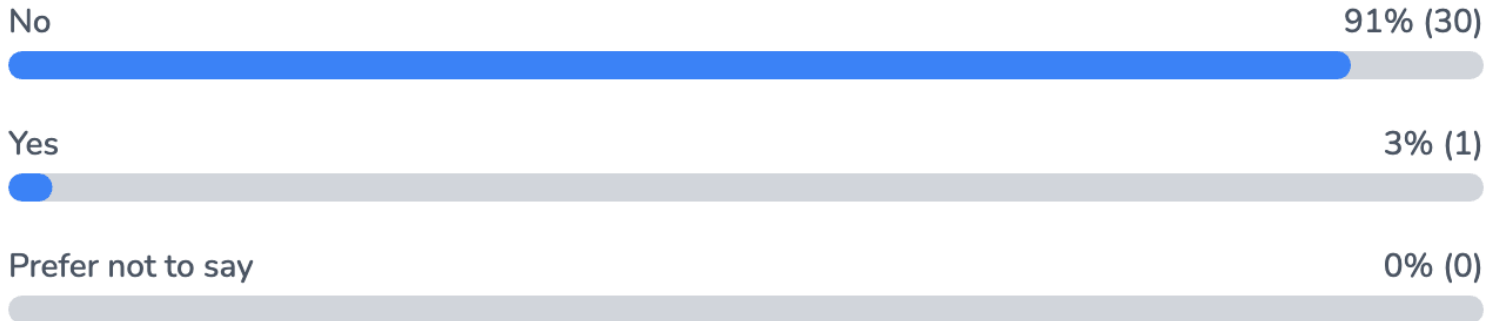 No 91% (30)
Yes 3% (1)
Prefer not to say 0% (0)